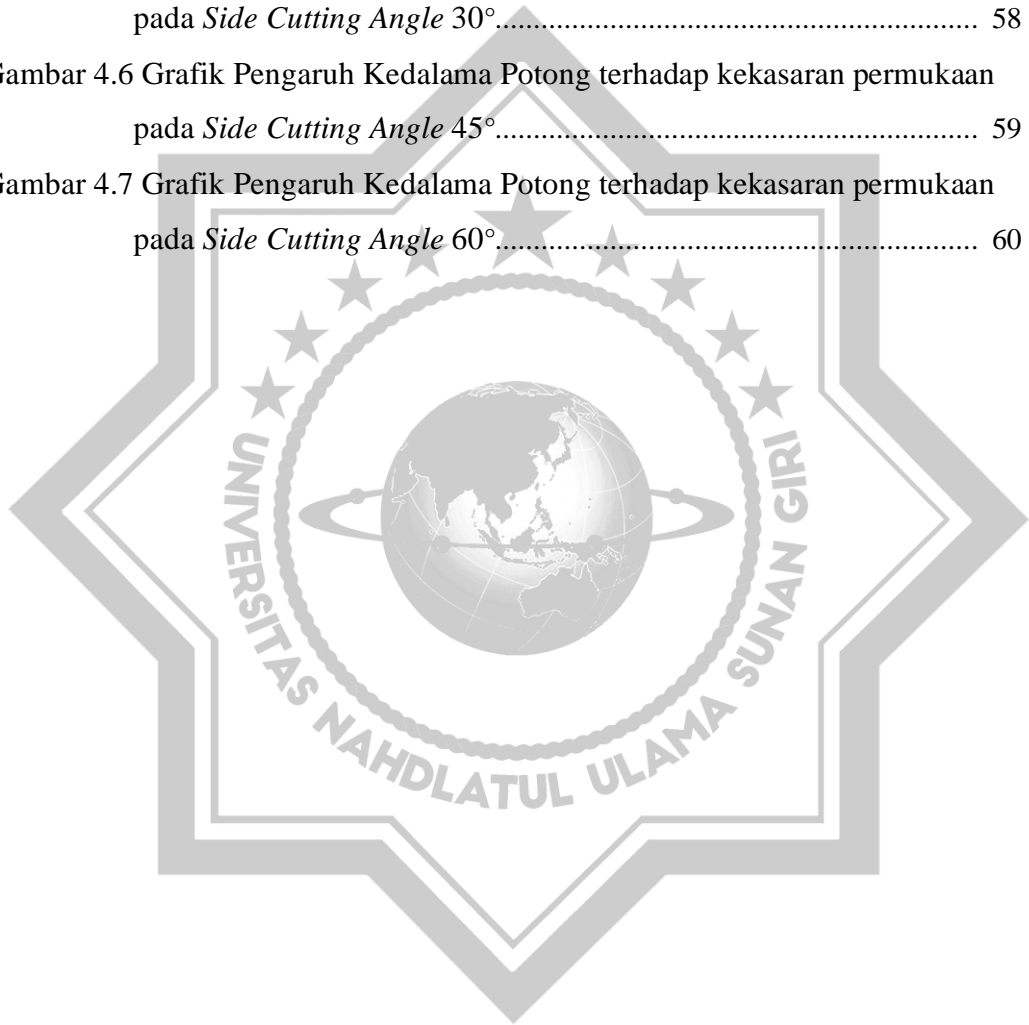 pada Side Cutting Angle 30°............................................................ 58
Gambar 4.6 Grafik Pengaruh Kedalama Potong terhadap kekasaran permukaan
pada Side Cutting Angle 45°............................................................ 59
Gambar 4.7 Grafik Pengaruh Kedalama Potong terhadap kekasaran permukaan
pada Side Cutting Angle 60°............................................................ 60
UNIVERSITAS NAHDLATUL ULAMA SUNAN GIRI